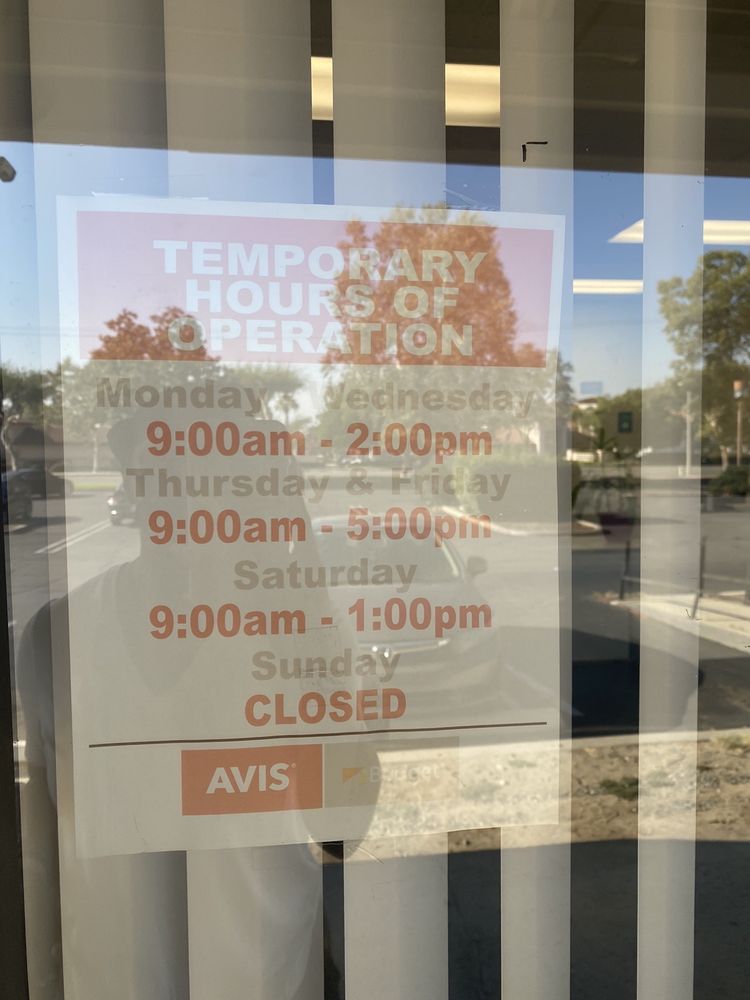 TEMPORARY
HOURS OF
OPERATION
Monday - Wednesday
9:00am - 2:00pm
Thursday & Friday
9:00am - 5:00pm
Saturday
9:00am - 1:00pm
Sunday
CLOSED
AVIS® Budget